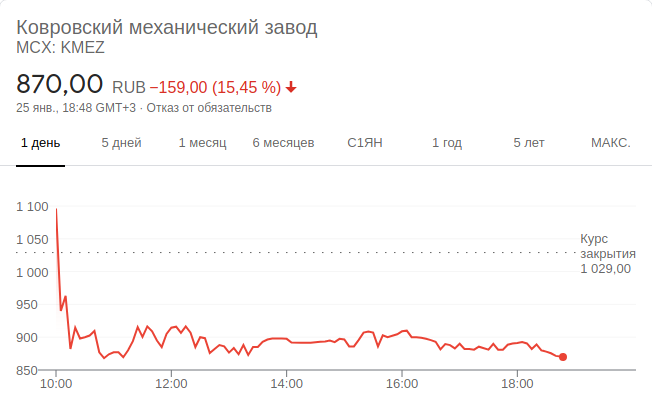 Ковровский механический завод
MCX: KMEZ
870,00 RUB −159,00 (15,45 %)
25 янв., 18:48 GMT+3 · Отказ от обязательств
1 день 5 дней 1 месяц 6 месяцев С1ЯН 1 год 5 лет МАКС.
1 100
1 050
1 000
950
900
850
Курс
закрытия
1 029,00
10:00 12:00 14:00 16:00 18:00